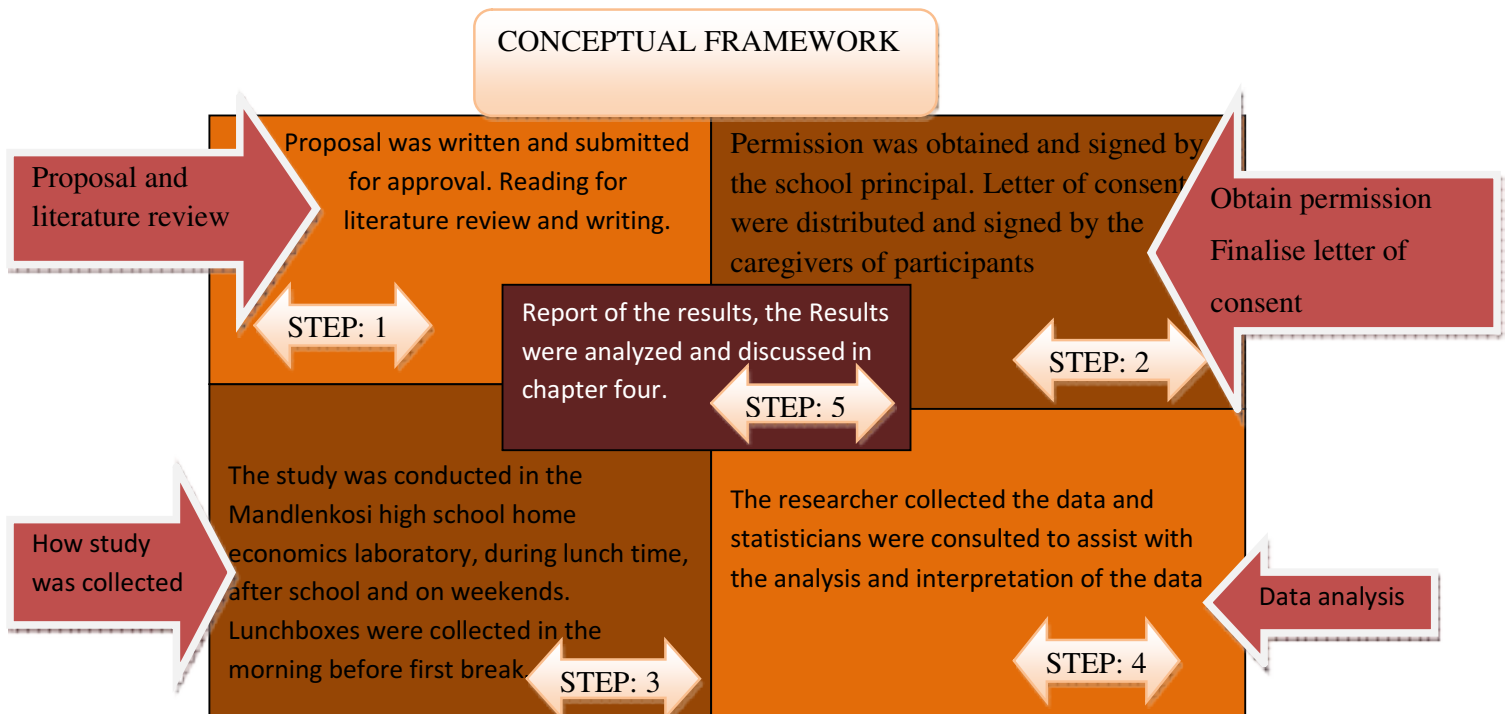 CONCEPTUAL FRAMEWORK
Proposal and
literature review
Proposal was written and submitted
for approval. Reading for
literature review and writing.
STEP: 1
Permission was obtained and signed by
the school principal. Letter of consent
were distributed and signed by the
caregivers of participants
STEP: 2
Obtain permission
Finalise letter of
consent
Report of the results, the Results
were analyzed and discussed in
chapter four.
STEP: 5
How study
was collected
The study was conducted in the
Mandlenkosi high school home
economics laboratory, during lunch time,
after school and on weekends.
Lunchboxes were collected in the
morning before first break.
STEP: 3
The researcher collected the data and
statisticians were consulted to assist with
the analysis and interpretation of the data
STEP: 4
Data analysis